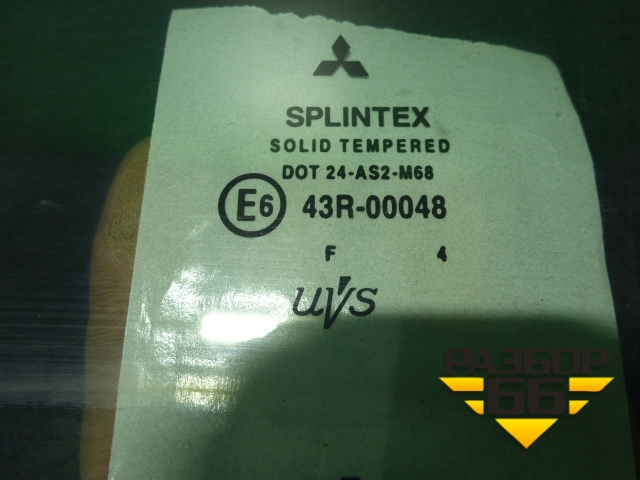 SPLINTEX
SOLID TEMPERED
DOT 24-AS2-M68
E6 43R-00048
F 4
uVs
РАЗБОР
66